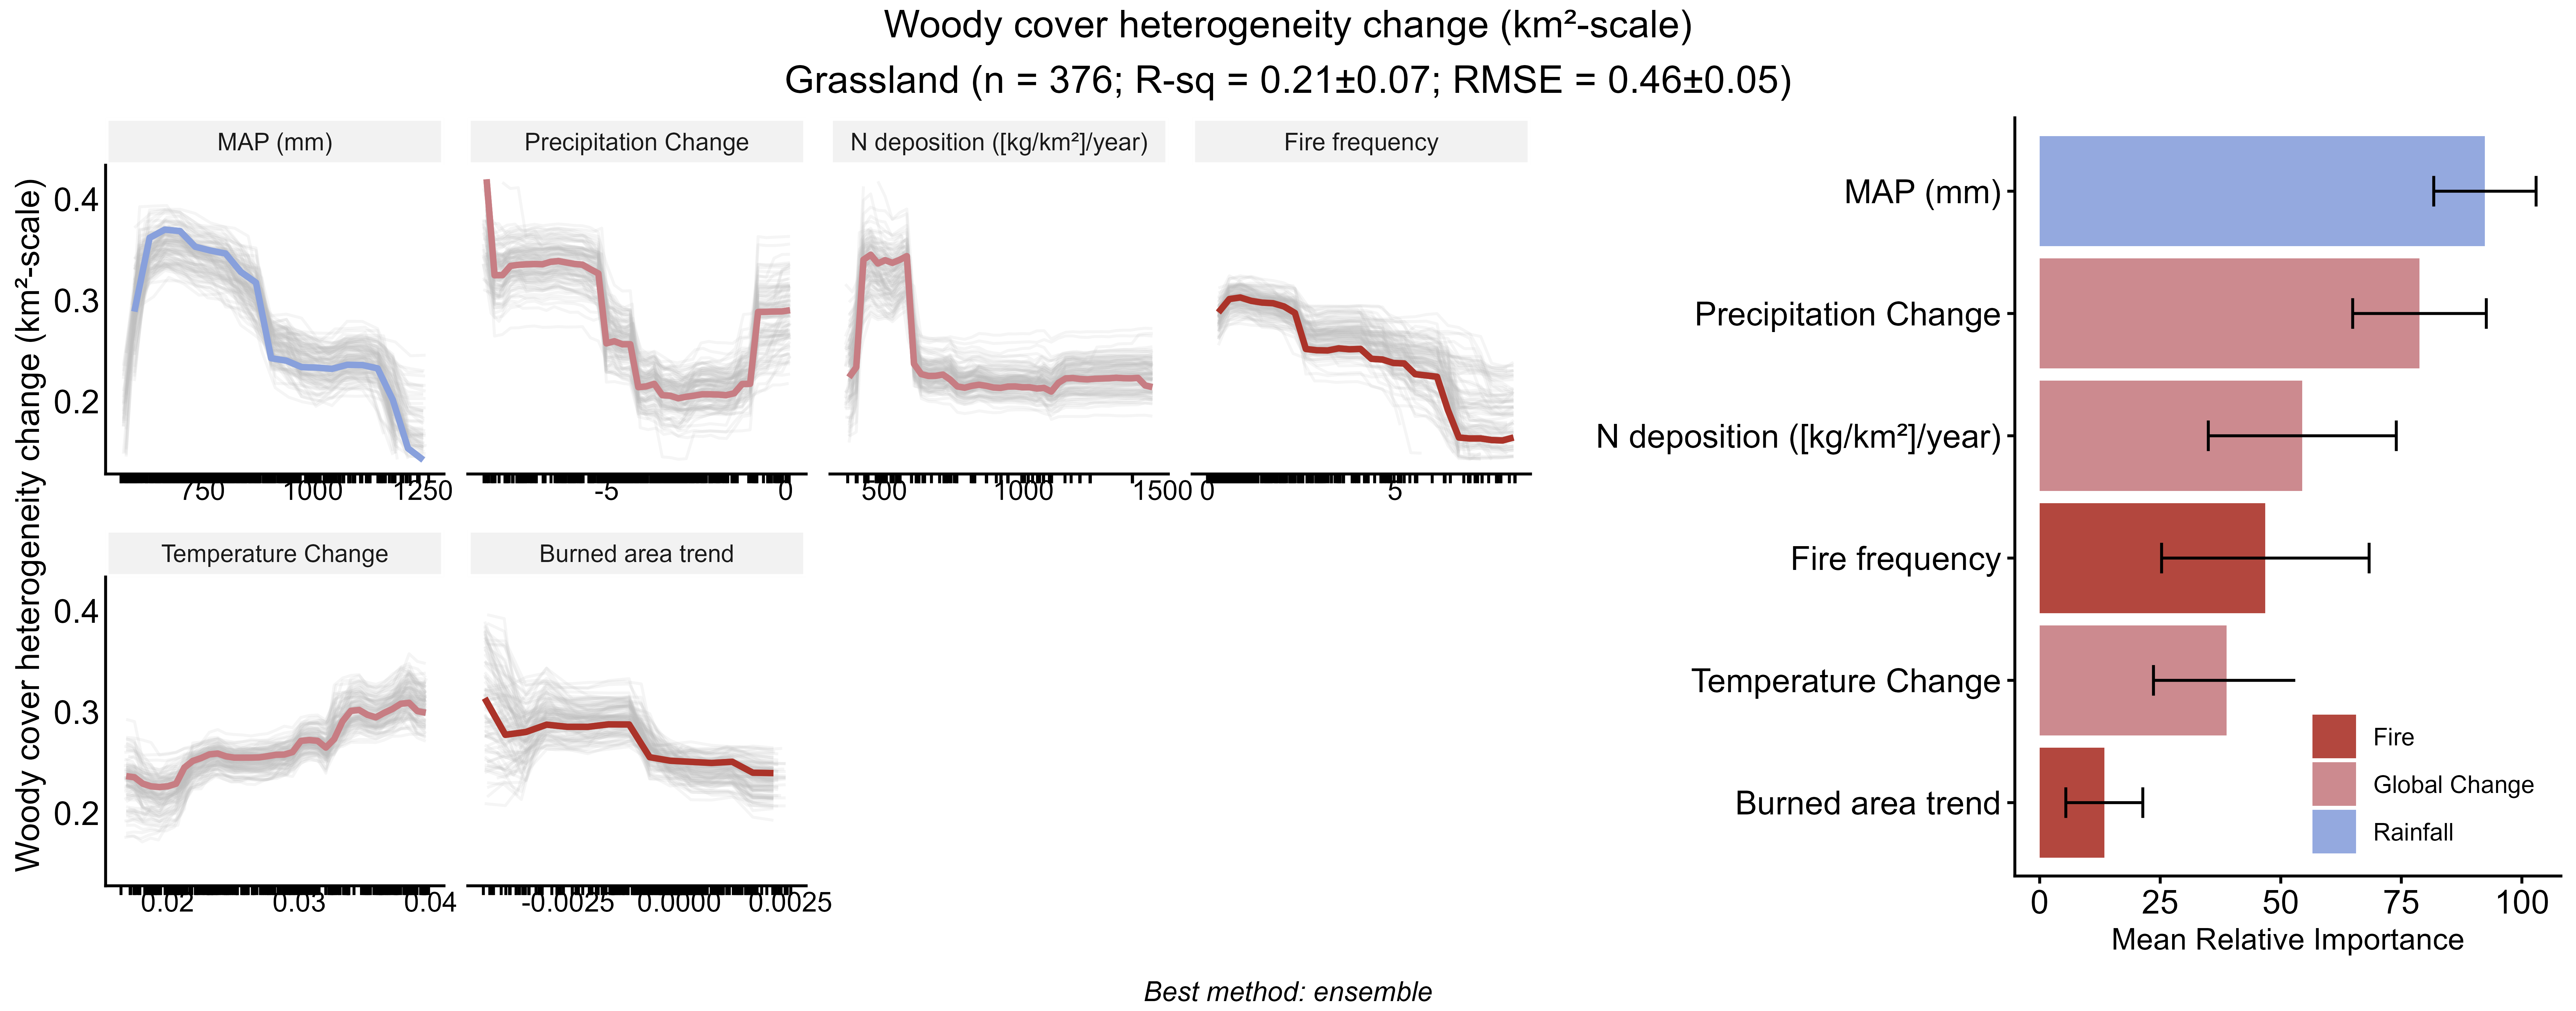 Woody cover heterogeneity change (km²-scale)
Grassland (n = 376; R-sq = 0.21±0.07; RMSE = 0.46±0.05)
Woody cover heterogeneity change (km²-scale)
MAP (mm)
Precipitation Change
N deposition ([kg/km²]/year)
Fire frequency
0.4
0.3
0.2
750 1000 1250
-5 0
500 1000 1500
0 5
Temperature Change
Burned area trend
0.4
0.3
0.2
0.02 0.03 0.04
-0.0025 0.0000 0.0025
MAP (mm)
Precipitation Change
N deposition ([kg/km²]/year)
Fire frequency
Temperature Change
Burned area trend
Fire
Global Change
Rainfall
0 25 50 75 100
Mean Relative Importance
Best method: ensemble